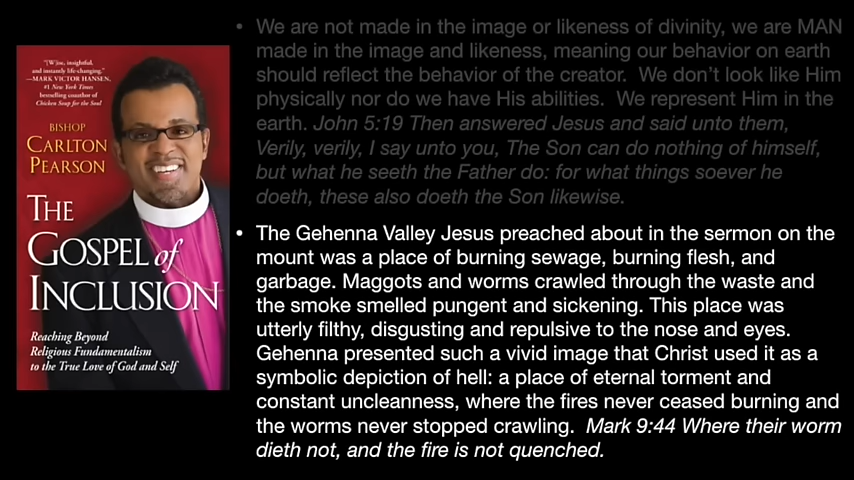 "[W]ise, insightful,
and instantly life-changing."
—MARK VICTOR HANSEN,
#1 New York Times
bestselling coauthor of
Chicken Soup for the Soul
BISHOP
CARLTON
PEARSON
THE
GOSPEL of
INCLUSION
Reaching Beyond
Religious Fundamentalism
to the True Love of God and Self
• We are not made in the image or likeness of divinity, we are MAN
made in the image and likeness, meaning our behavior on earth
should reflect the behavior of the creator.  We don't look like Him
physically nor do we have His abilities.  We represent Him in the
earth. John 5:19 Then answered Jesus and said unto them,
Verily, verily, I say unto you, The Son can do nothing of himself,
but what he seeth the Father do: for what things soever he
doeth, these also doeth the Son likewise.
• The Gehenna Valley Jesus preached about in the sermon on the
mount was a place of burning sewage, burning flesh, and
garbage. Maggots and worms crawled through the waste and
the smoke smelled pungent and sickening. This place was
utterly filthy, disgusting and repulsive to the nose and eyes.
Gehenna presented such a vivid image that Christ used it as a
symbolic depiction of hell: a place of eternal torment and
constant uncleanness, where the fires never ceased burning and
the worms never stopped crawling.  Mark 9:44 Where their worm
dieth not, and the fire is not quenched.